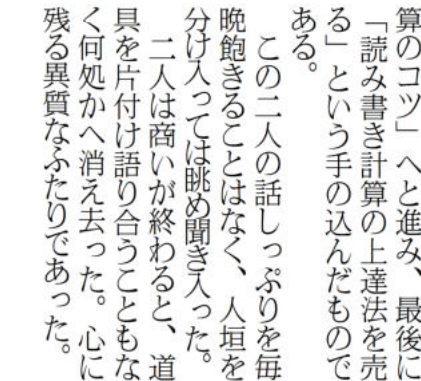 算のコツ」へと進み、最後に
「読み書き計算の上達法を売
る」という手の込んだもので
ある。
この二人の話しっぷりを毎
晩飽きることはなく、人垣を
分け入っては眺め聞き入った。
二人は商いが終わると、道
具を片付け語り合うこともな
く何処かへ消え去った。心に
残る異質なふたりであった。